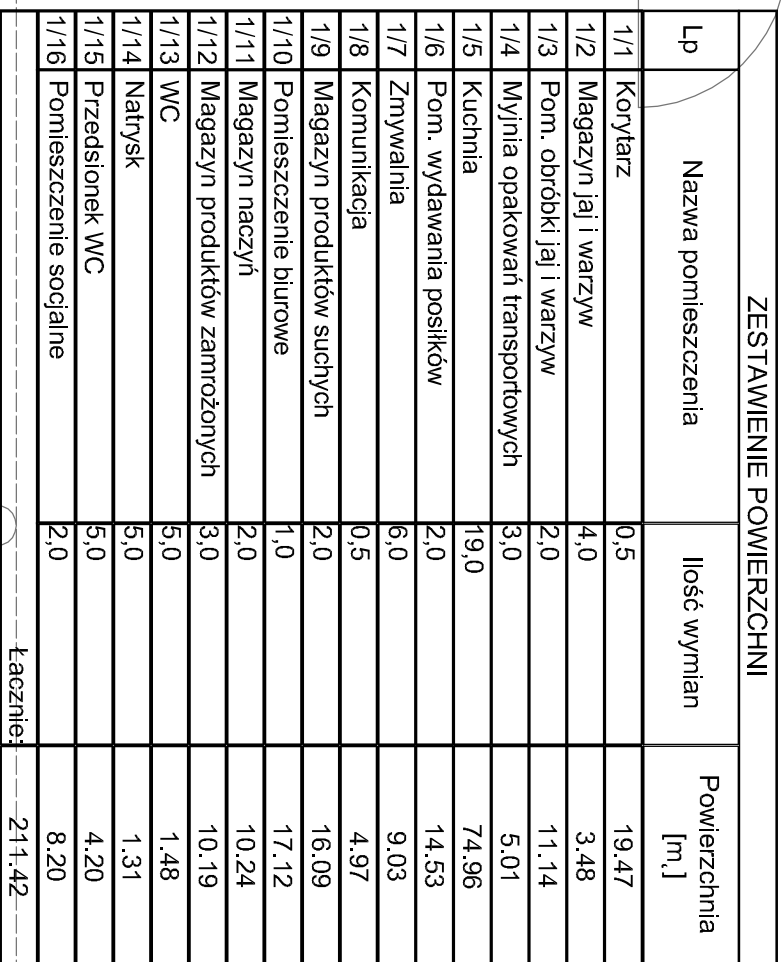 ZESTAWIENIE POWIERZCHNI
Lp Nazwa pomieszczenia Ilość wymian Powierzchnia [m,]
1/1 Korytarz 0,5 19.47
1/2 Magazyn jaj i warzyw 4,0 3.48
1/3 Pom. obróbki jaj i warzyw 2,0 11.14
1/4 Myjnia opakowań transportowych 3,0 5.01
1/5 Kuchnia 19,0 74.96
1/6 Pom. wydawania posiłków 2,0 14.53
1/7 Zmywalnia 6,0 9.03
1/8 Komunikacja 0,5 4.97
1/9 Magazyn produktów suchych 2,0 16.09
1/10 Pomieszczenie biurowe 1,0 17.12
1/11 Magazyn naczyń 2,0 10.24
1/12 Magazyn produktów zamrożonych 3,0 10.19
1/13 WC 5,0 1.48
1/14 Natrysk 5,0 1.31
1/15 Przedsionek WC 5,0 4.20
1/16 Pomieszczenie socjalne 2,0 8.20
Łacznie: 211.42